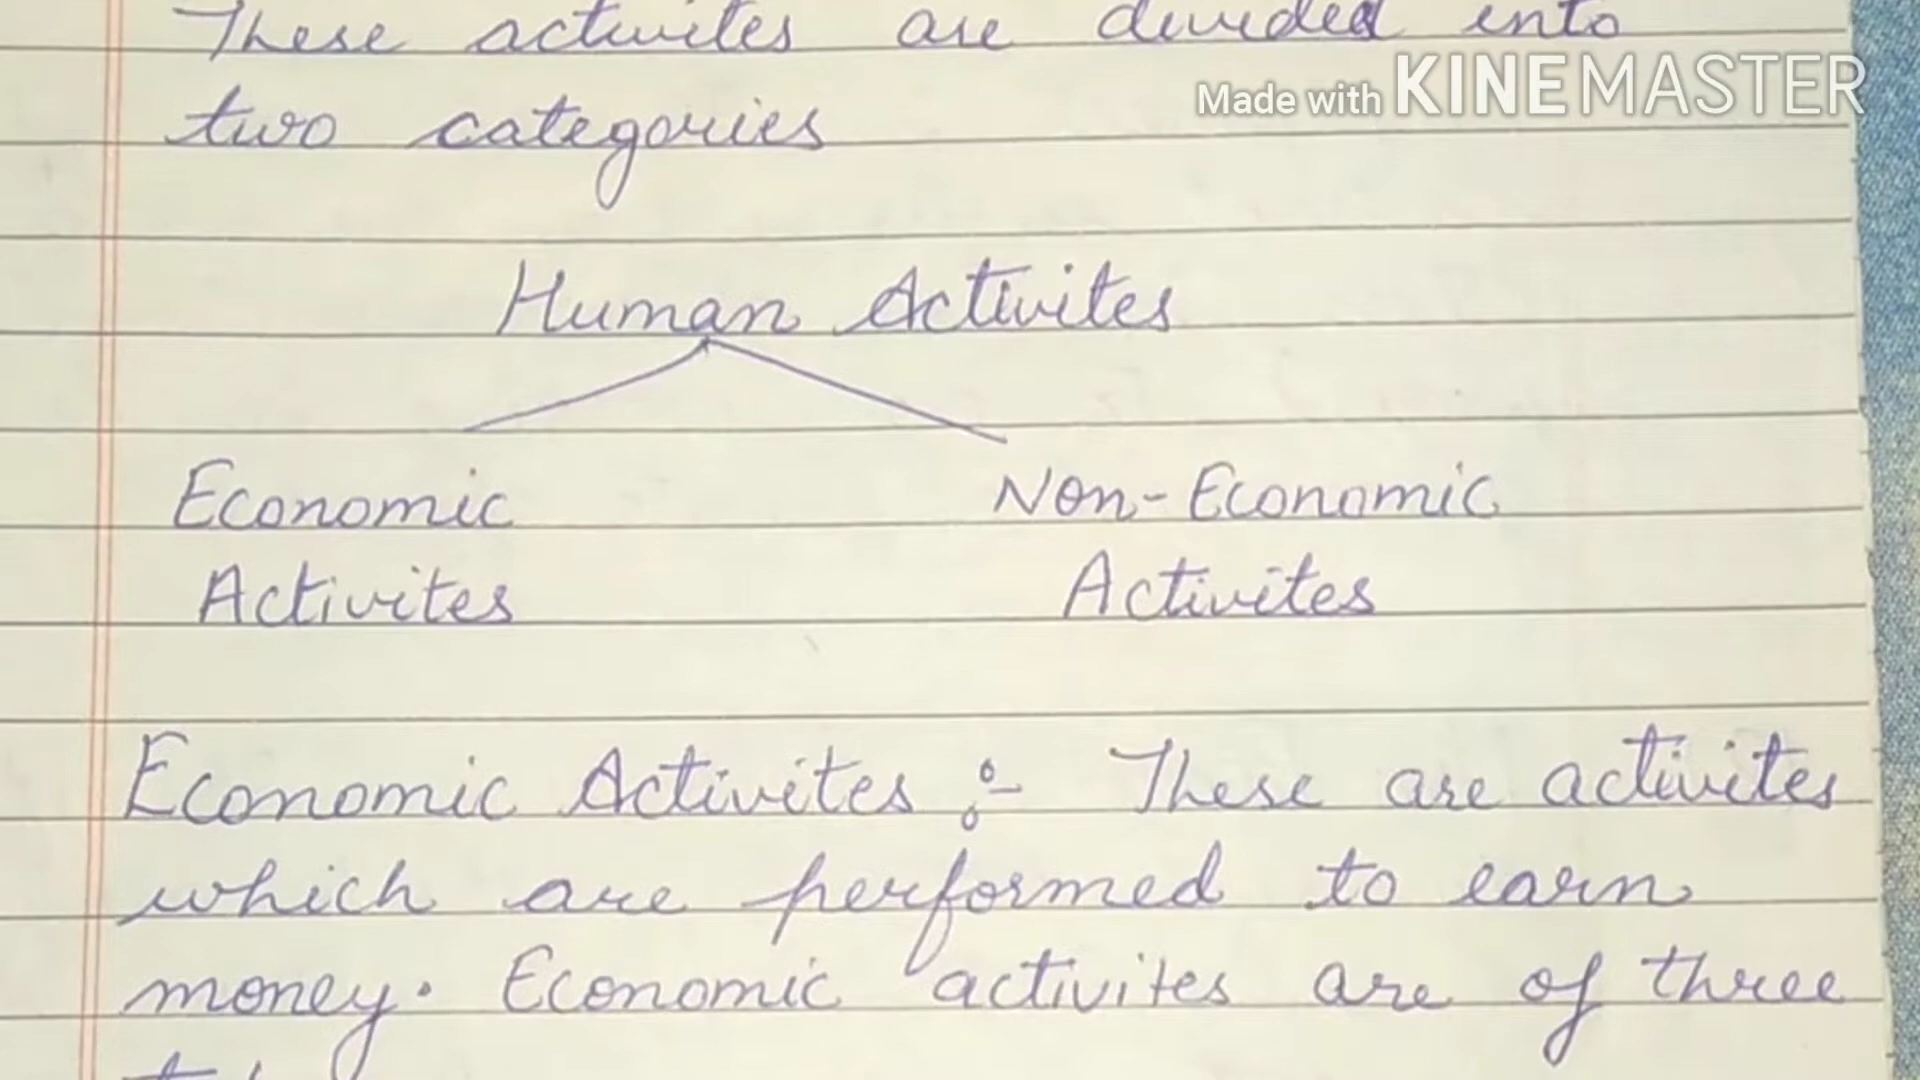 These activites are divided into
Made with KINEMASTER
two categories
Human Activites
Economic Non-Economic
Activites Activites
Economic Activites :- These are activites
which are performed to earn
money. Economic activites are of three